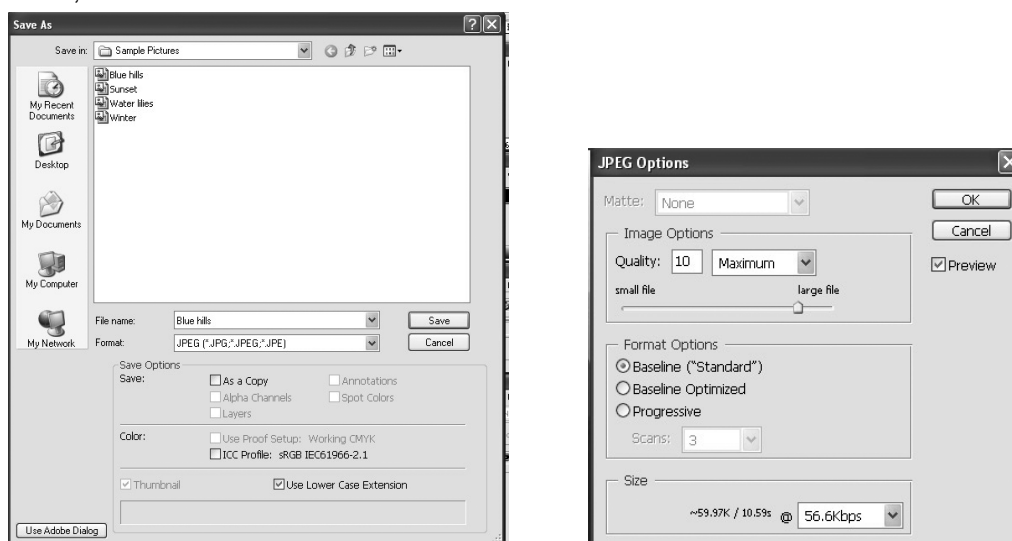 Save As
Save in: Sample Pictures
My Recent
Documents
Desktop
My Documents
My Computer
My Network
Blue hills
Sunset
Water lilies
Winter
File name: Blue hills Save
Format: JPEG (*.JPG;*.JPEG;*.JPE) Cancel
Save Options
Save: As a Copy Annotations
Alpha Channels Spot Colors
Layers
Color: Use Proof Setup: Working CMYK
ICC Profile: sRGB IEC61966-2.1
Thumbnail Use Lower Case Extension
Use Adobe Dialog
JPEG Options
Matte: None OK
Cancel
Image Options
Quality: 10 Maximum Preview
small file large file
Format Options
Baseline ("Standard")
Baseline Optimized
Progressive
Scans: 3
Size
~59.97K / 10.59s @ 56.6Kbps